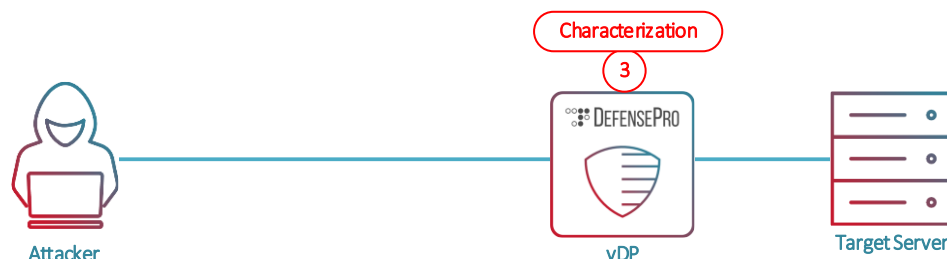 Characterization
3
DEFENSEPRO
Attacker
vDP
Target Server